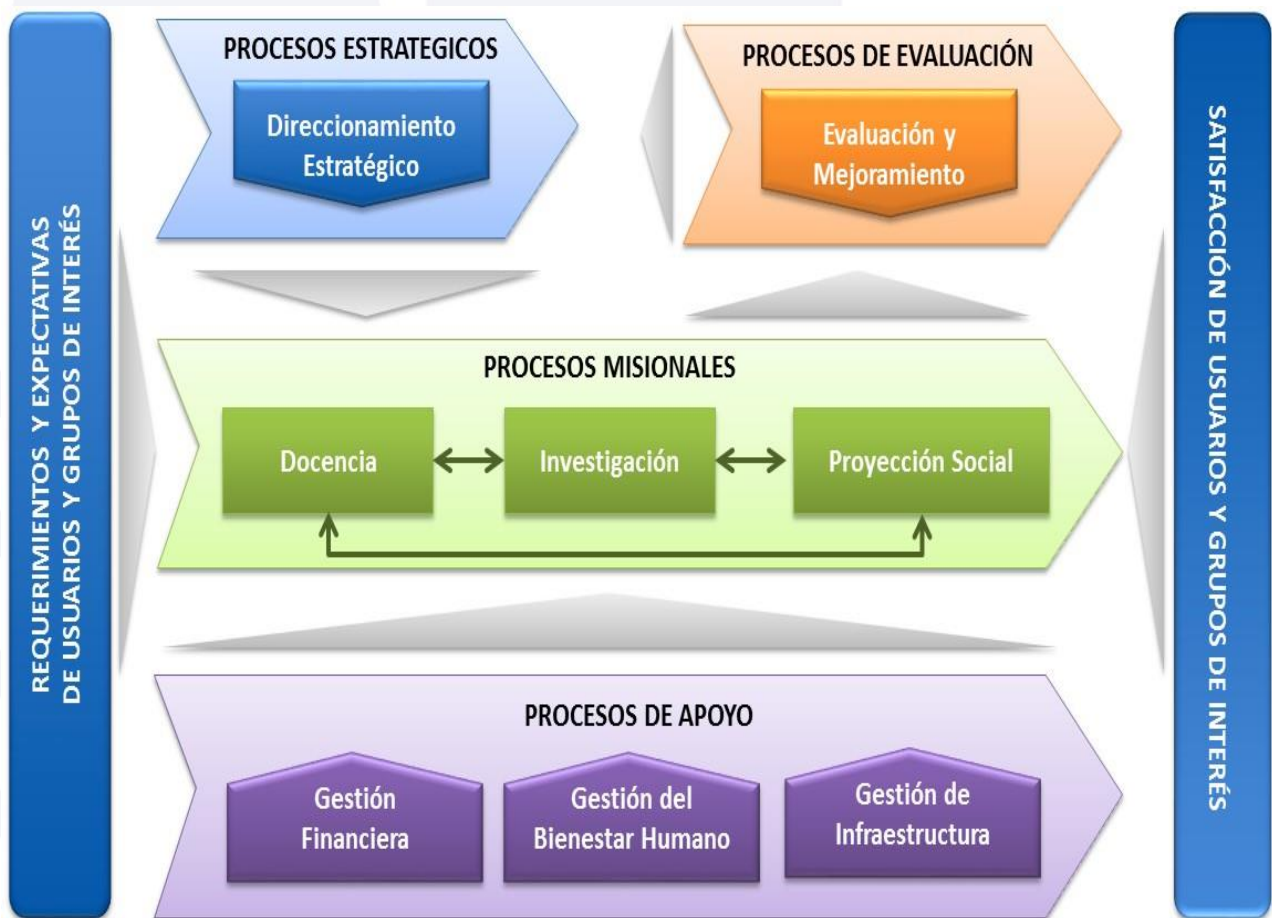 REQUERIMIENTOS Y EXPECTATIVAS
DE USUARIOS Y GRUPOS DE INTERÉS
PROCESOS ESTRATEGICOS
Direccionamiento
Estratégico
PROCESOS DE EVALUACIÓN
Evaluación y
Mejoramiento
PROCESOS MISIONALES
Docencia
Investigación
Proyección Social
PROCESOS DE APOYO
Gestión
Financiera
Gestión del
Bienestar Humano
Gestión de
Infraestructura
SATISFACCIÓN DE USUARIOS Y GRUPOS DE INTERÉS